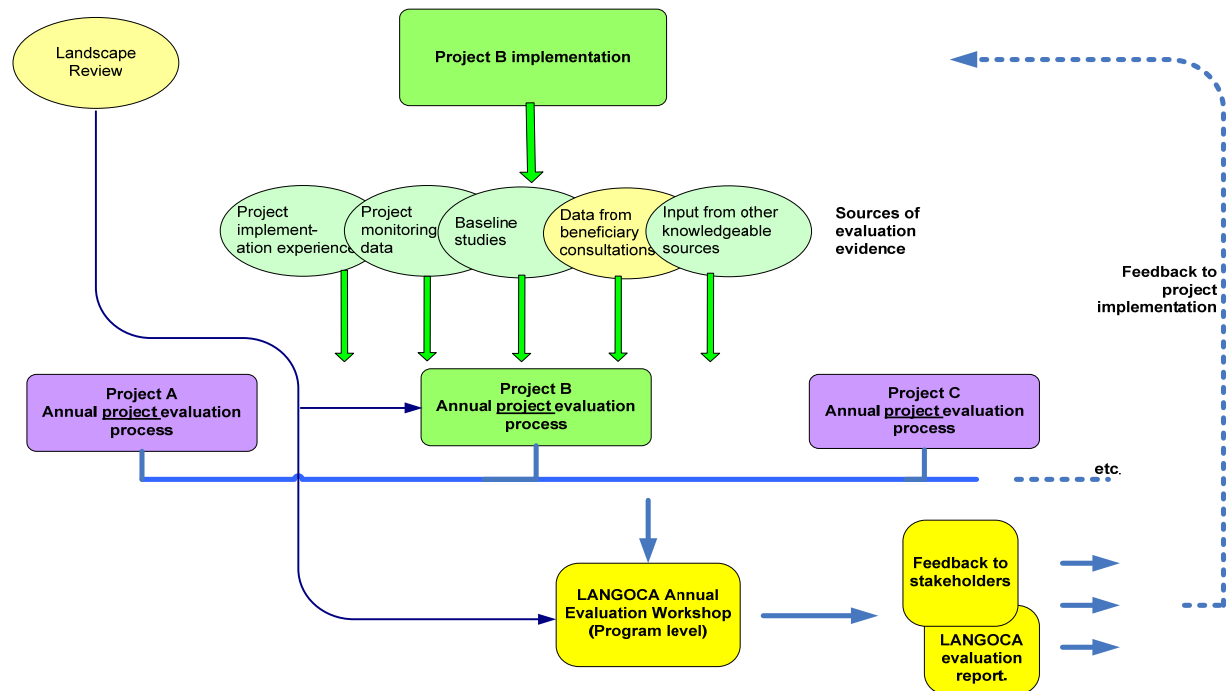 Landscape
Review
Project B implementation
Project
implement-
ation experience
Project
monitoring
data
Baseline
studies
Data from
beneficiary
consultations
Input from other
knowledgeable
sources
Sources of
evaluation
evidence
Feedback to
project
implementation
Project A
Annual project evaluation
process
Project B
Annual project evaluation
process
Project C
Annual project evaluation
process
etc.
LANGOCA Annual
Evaluation Workshop
(Program level)
Feedback to
stakeholders
LANGOCA
evaluation
report.